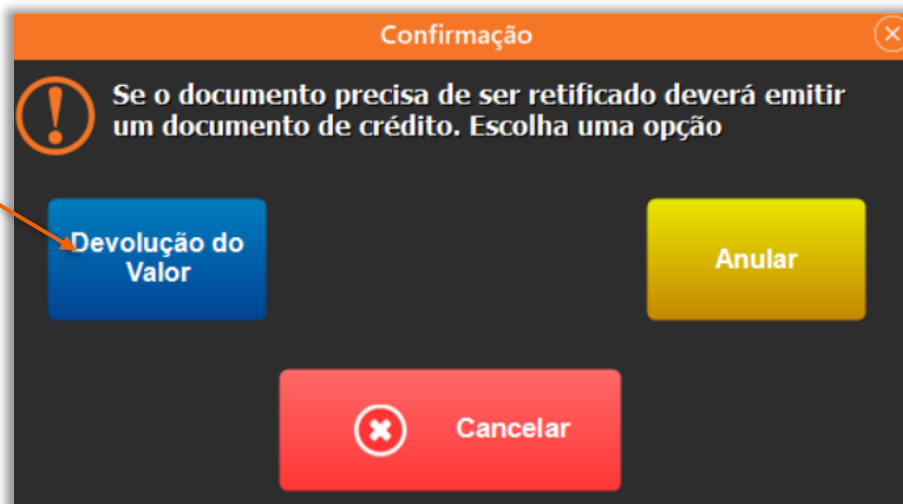 Confirmação
Se o documento precisa de ser retificado deverá emitir
um documento de crédito. Escolha uma opção
Devolução do
Valor
Anular
Cancelar